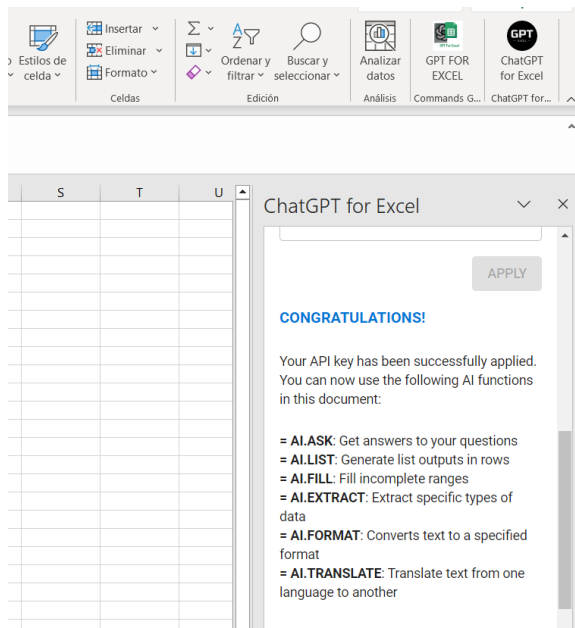 Insertar
Eliminar
Formato
Estilos de
celda
Celdas
Ordenar y
filtrar
Buscar y
seleccionar
Edición
Analizar
datos
Análisis
GPT For Excel
GPT FOR
EXCEL
Commands G...
GPT
ChatGPT
for Excel
ChatGPT for...
S T U
ChatGPT for Excel
APPLY
CONGRATULATIONS!
Your API key has been successfully applied.
You can now use the following AI functions
in this document:
= AI.ASK: Get answers to your questions
= AI.LIST: Generate list outputs in rows
= AI.FILL: Fill incomplete ranges
= AI.EXTRACT: Extract specific types of
data
= AI.FORMAT: Converts text to a specified
format
= AI.TRANSLATE: Translate text from one
language to another